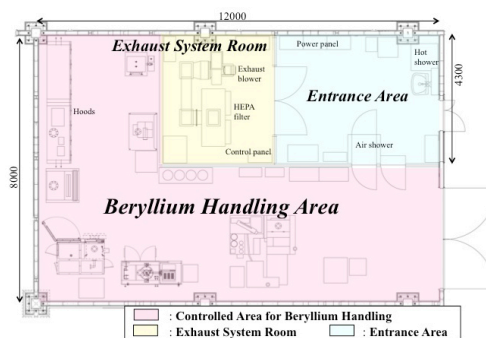 12000
Exhaust System Room
Power panel
Hot
shower
Exhaust
blower
4300
Entrance Area
Hoods
HEPA
filter
Air shower
Control panel
8000
Beryllium Handling Area
: Controlled Area for Beryllium Handling
: Exhaust System Room
: Entrance Area